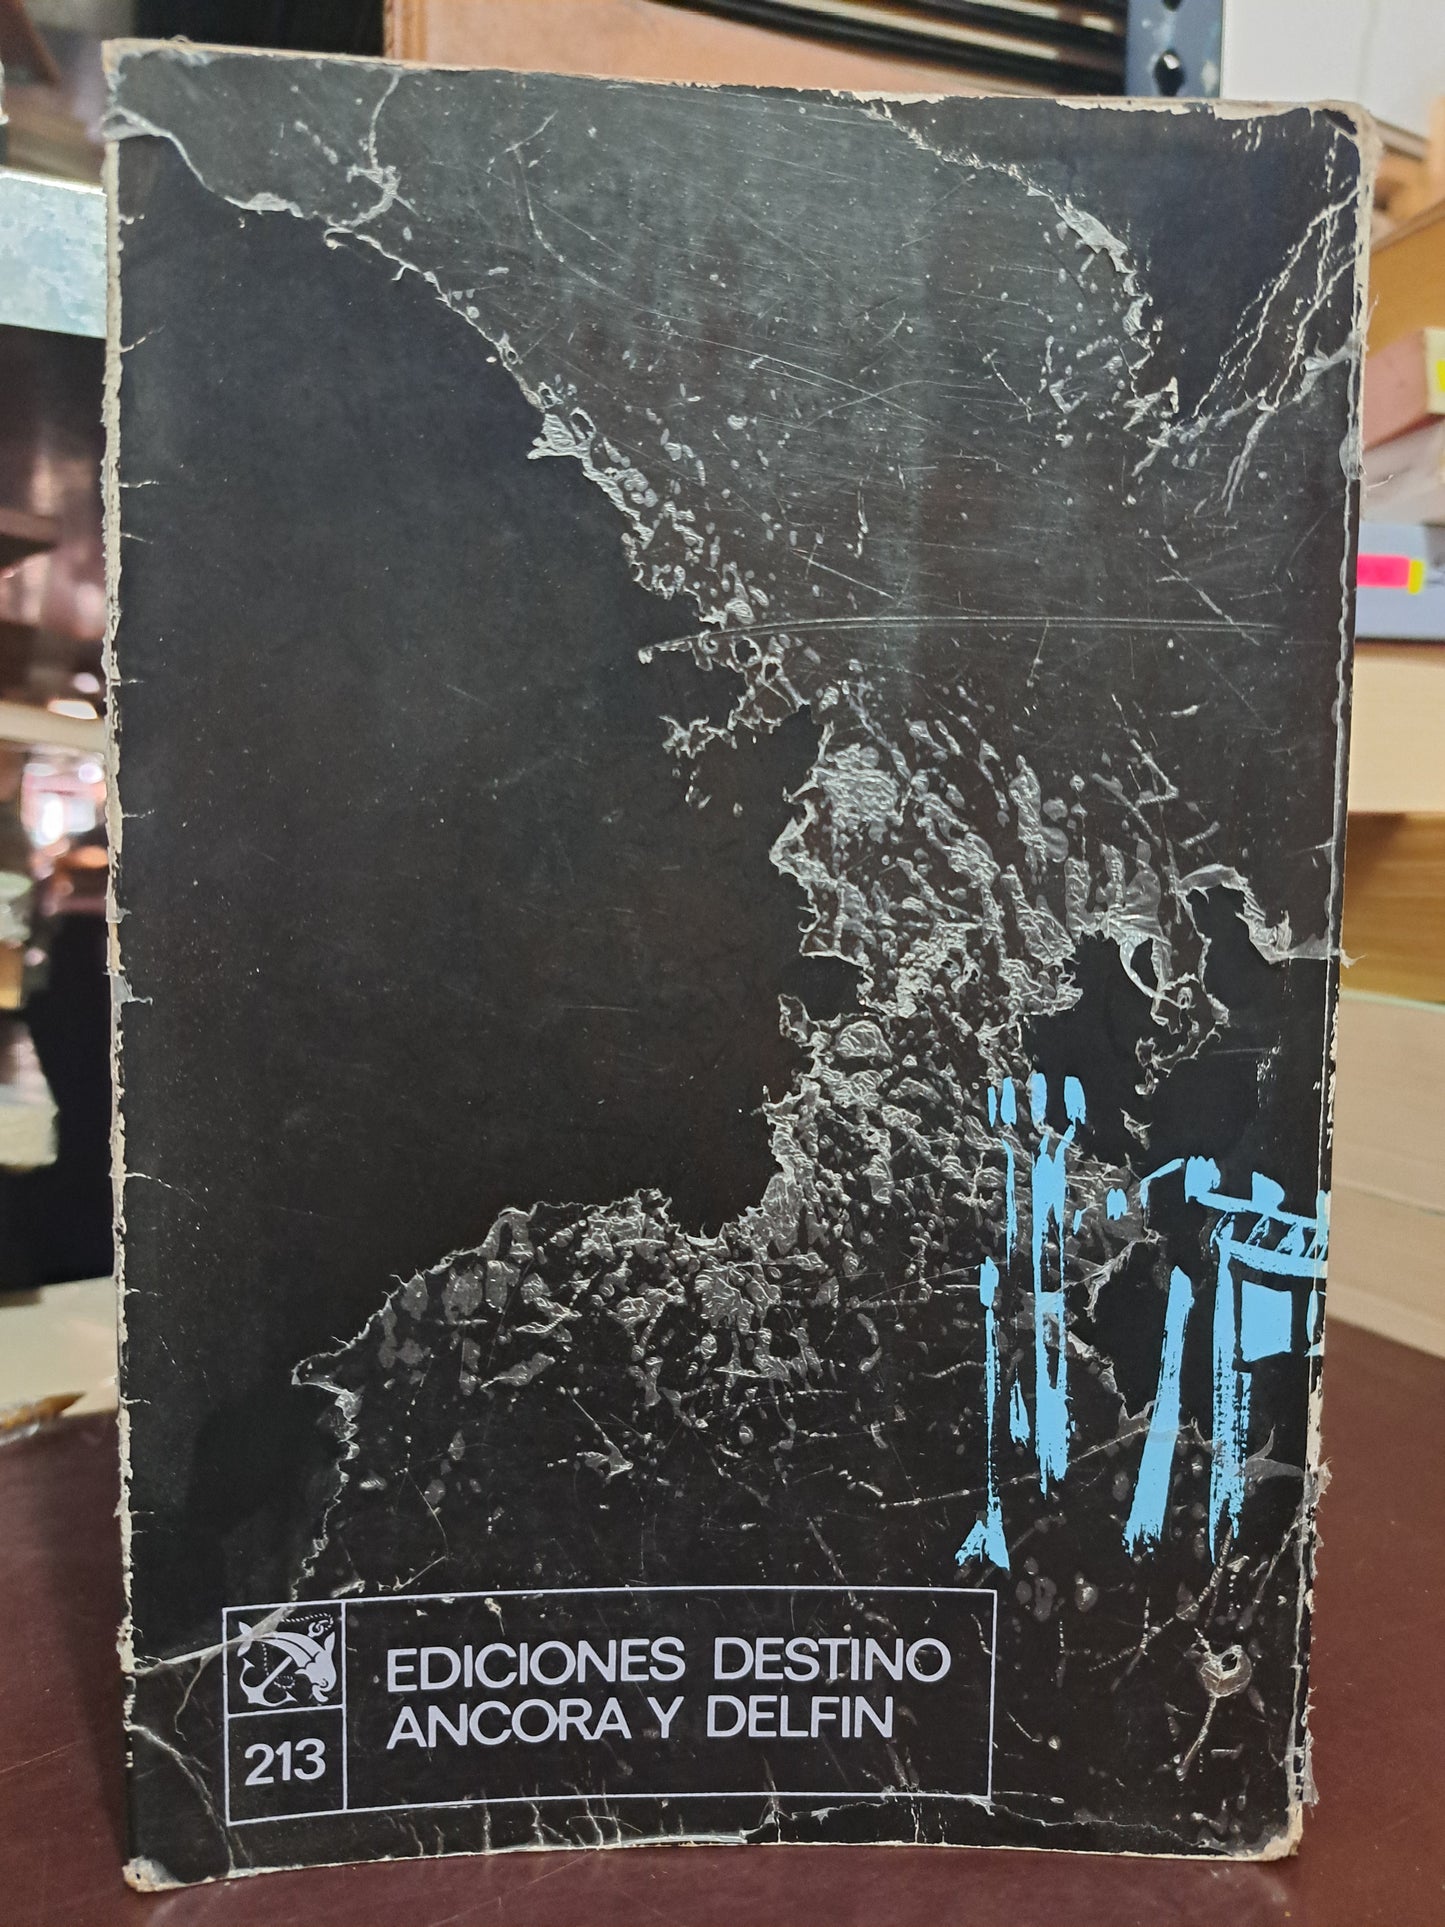 EDICIONES DESTINO
ANCORA Y DELFIN
213